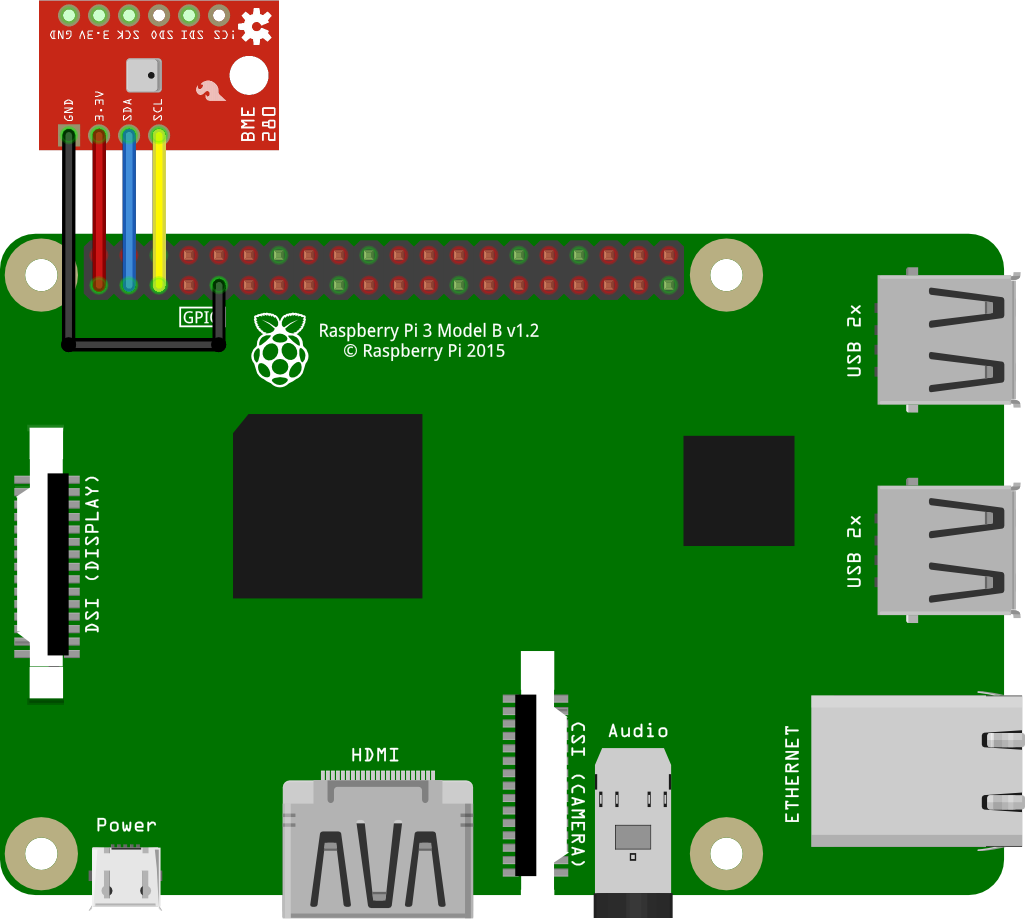 GND 3.3V SCK SDO SDI !CS
GND
3.3V
SDA
SCL
BME
280
GPIO
Raspberry Pi 3 Model B v1.2
© Raspberry Pi 2015
USB 2x
DSI (DISPLAY)
USB 2x
CSI (CAMERA)
Audio
ETHERNET
HDMI
Power